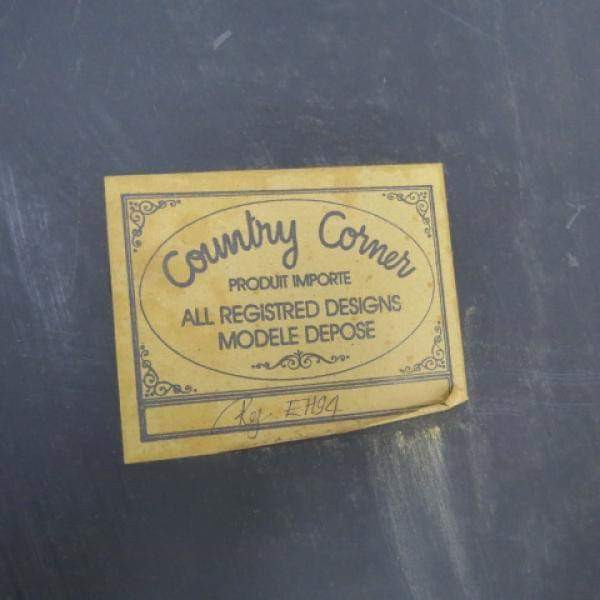 Country Corner
PRODUIT IMPORTE
ALL REGISTRED DESIGNS
MODELE DEPOSE